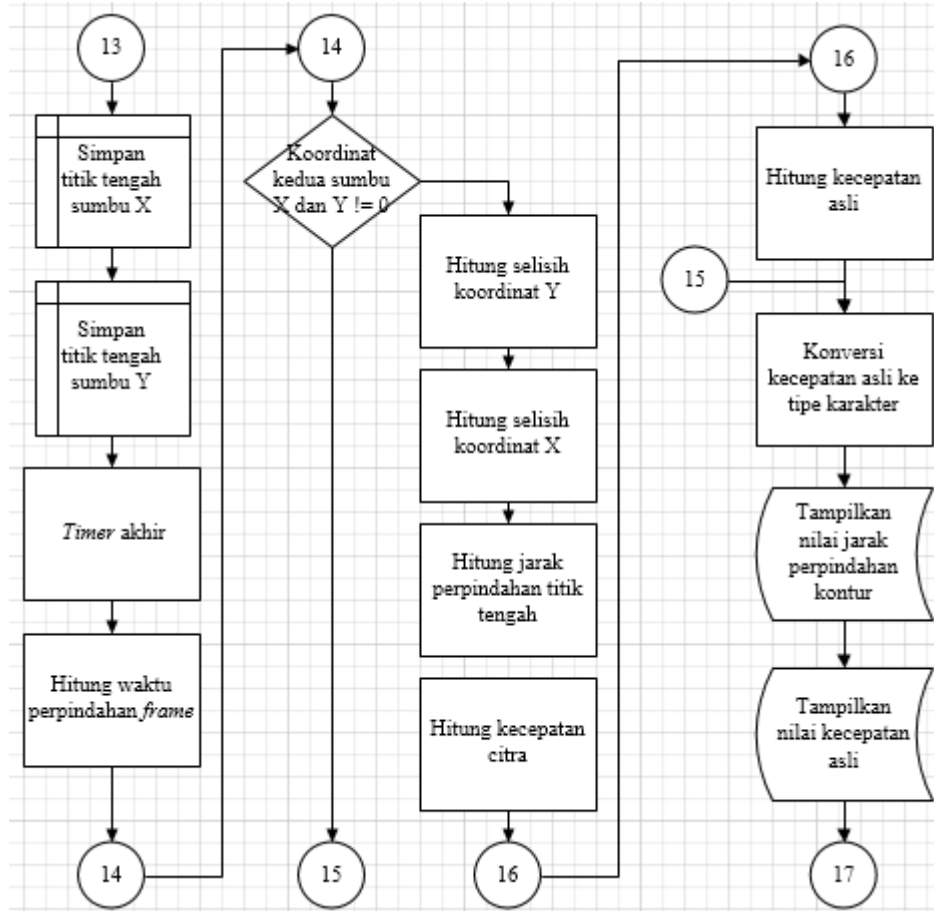 13
Simpan
titik tengah
sumbu X
Simpan
titik tengah
sumbu Y
Timer akhir
Hitung waktu
perpindahan frame
14
14
Koordinat
kedua sumbu
X dan Y != 0
15
Hitung selisih
koordinat Y
Hitung selisih
koordinat X
Hitung jarak
perpindahan titik
tengah
Hitung kecepatan
citra
16
16
Hitung kecepatan
asli
15
Konversi
kecepatan asli ke
tipe karakter
Tampilkan
nilai jarak
perpindahan
kontur
Tampilkan
nilai kecepatan
asli
17